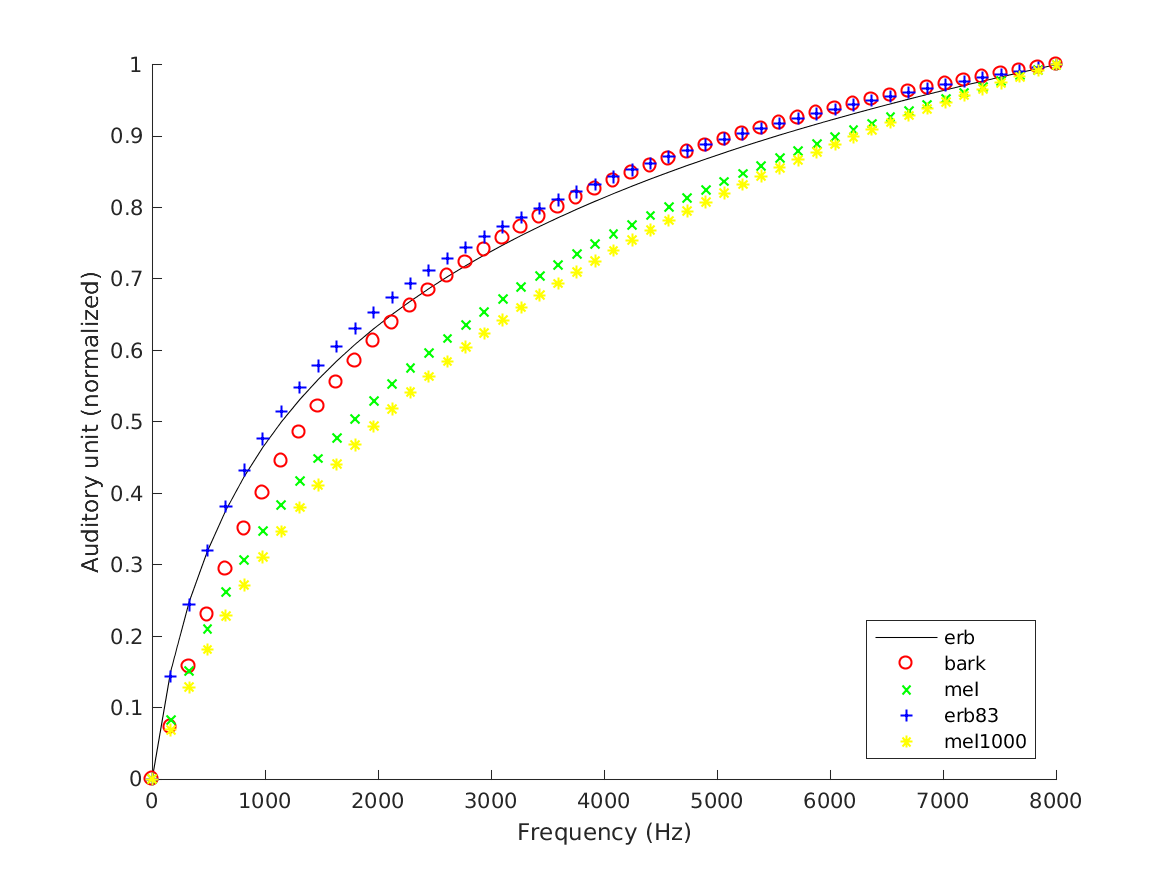 1
0.9
0.8
0.7
0.6
0.5
0.4
0.3
0.2
0.1
0
Auditory unit (normalized)
0 1000 2000 3000 4000 5000 6000 7000 8000
Frequency (Hz)
erb
bark
mel
erb83
mel1000